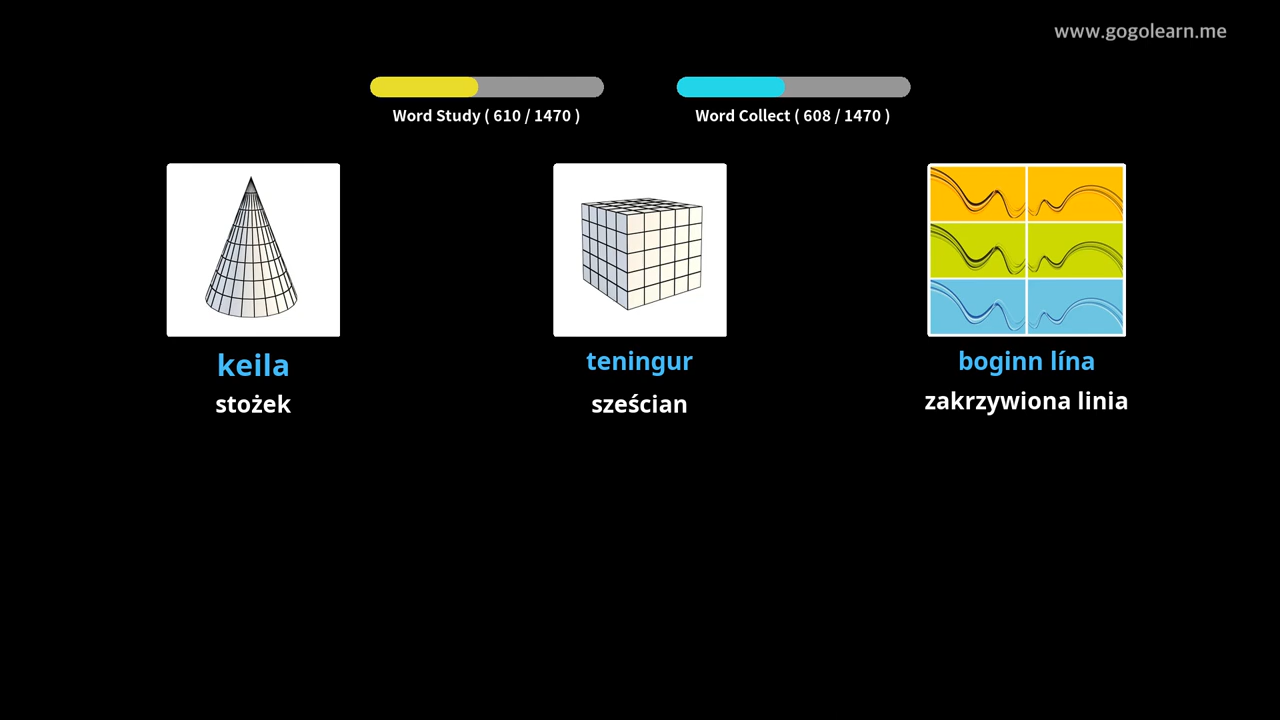 www.gogolearn.me
Word Study ( 610 / 1470 )
Word Collect ( 608 / 1470 )
keila
stożek
teningur
sześcian
boginn lína
zakrzywiona linia